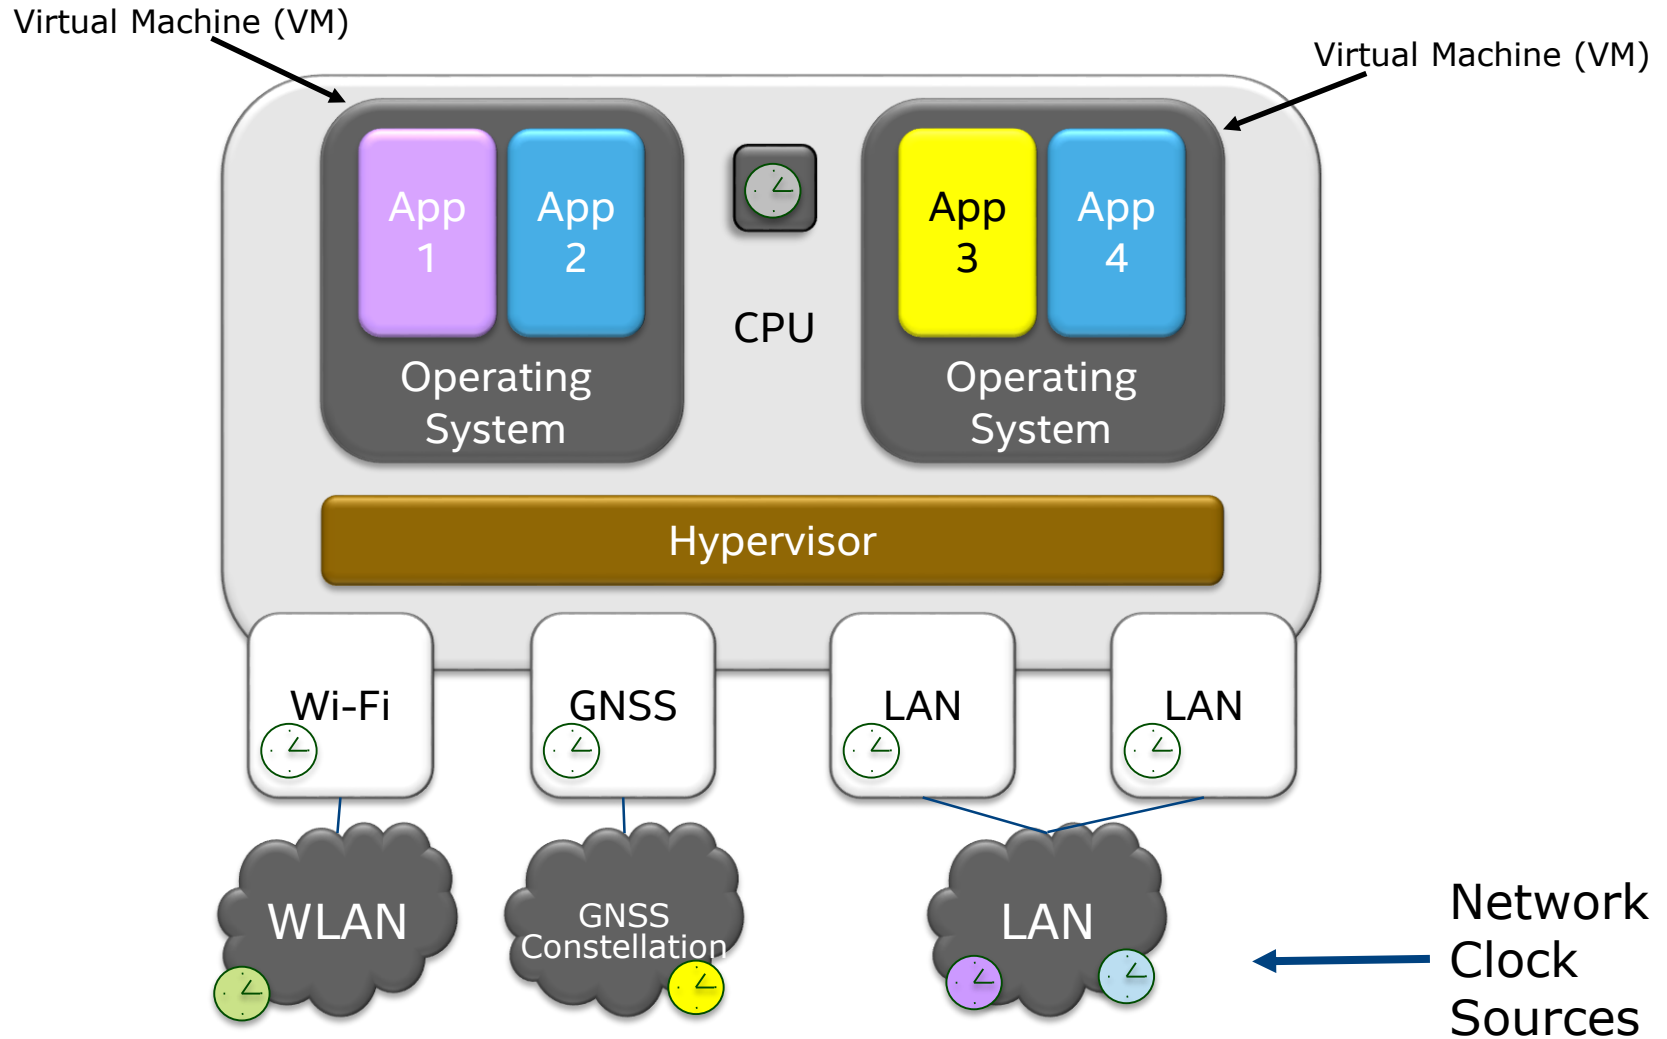 Virtual Machine (VM)
Virtual Machine (VM)
App
1
App
2
App
3
App
4
CPU
Operating
System
Operating
System
Hypervisor
Wi-Fi
GNSS
LAN
LAN
WLAN
GNSS
Constellation
LAN
Network
Clock
Sources